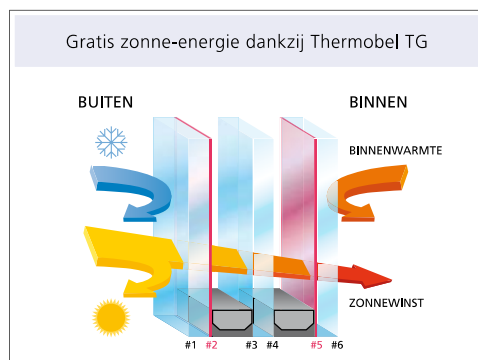 Gratis zonne-energie dankzij Thermobel TG
BUITEN
BINNEN
BINNENWARMTE
ZONNEWINST
#1 #2 #3 #4 #5 #6